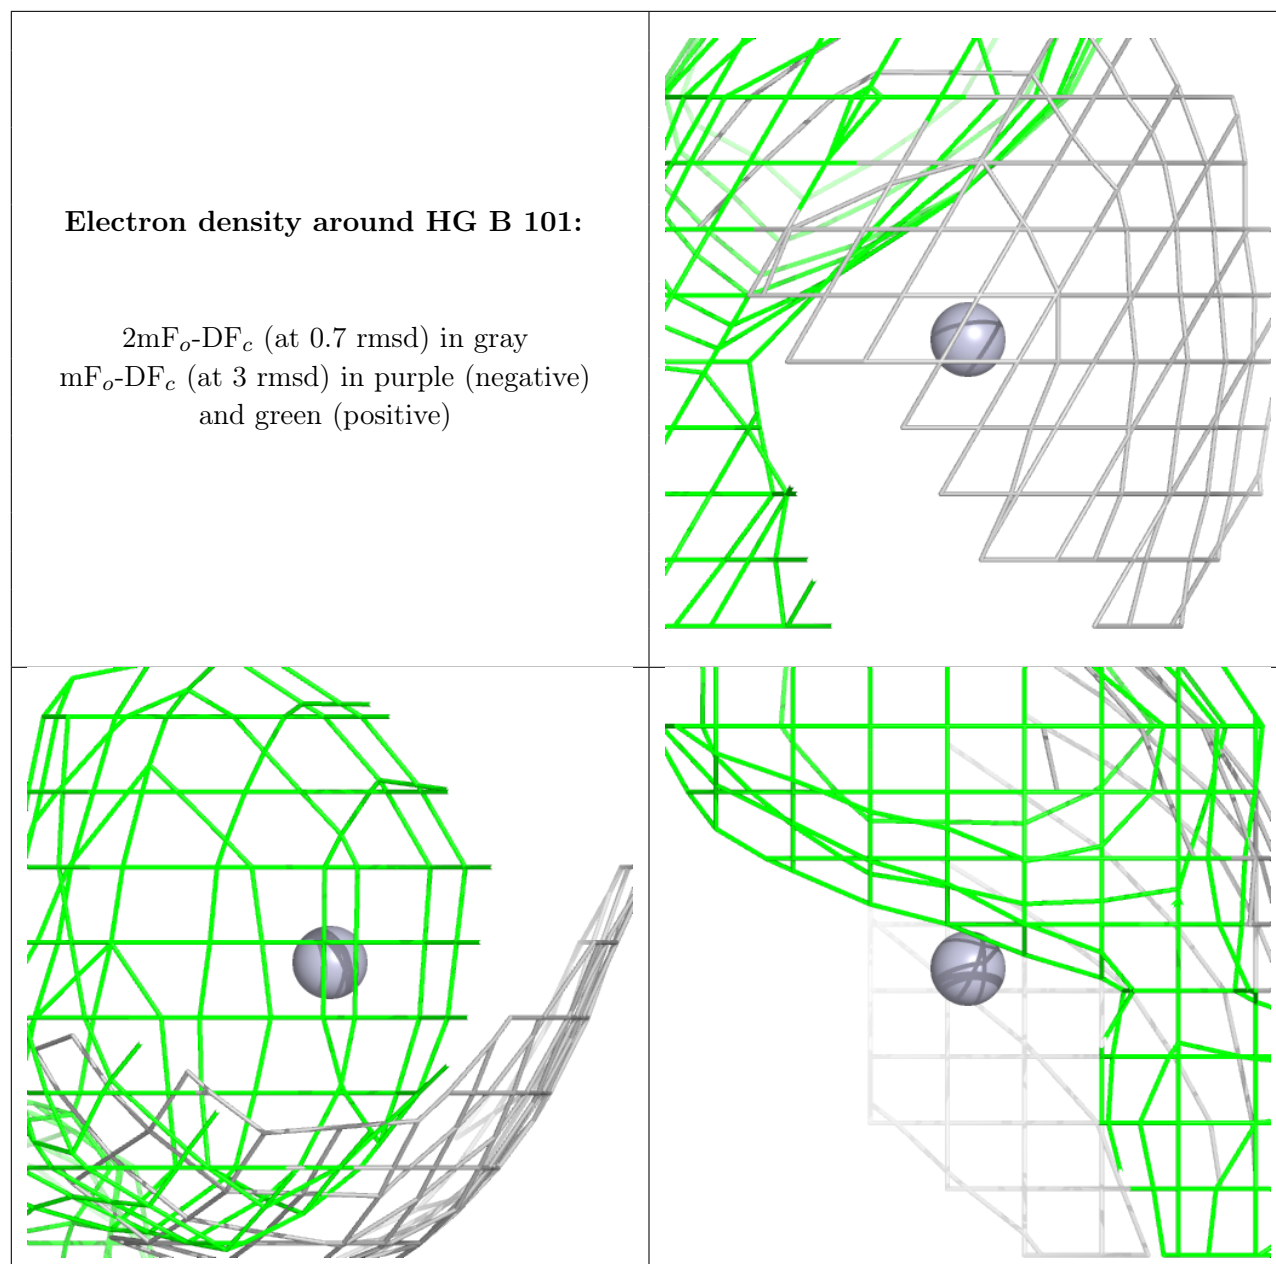 Electron density around HG B 101:
2mFo-DFc (at 0.7 rmsd) in gray
mFo-DFc (at 3 rmsd) in purple (negative)
and green (positive)